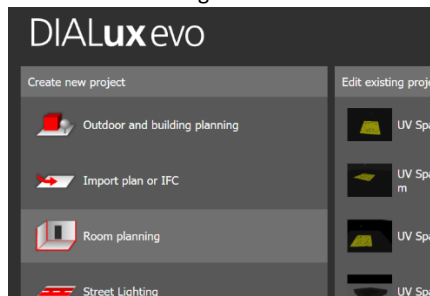 DIALux evo
Create new project
Edit existing proje
Outdoor and building planning
UV Spa
Import plan or IFC
UV Spa
m
Room planning
UV Spa
Street Lighting
UV Spa